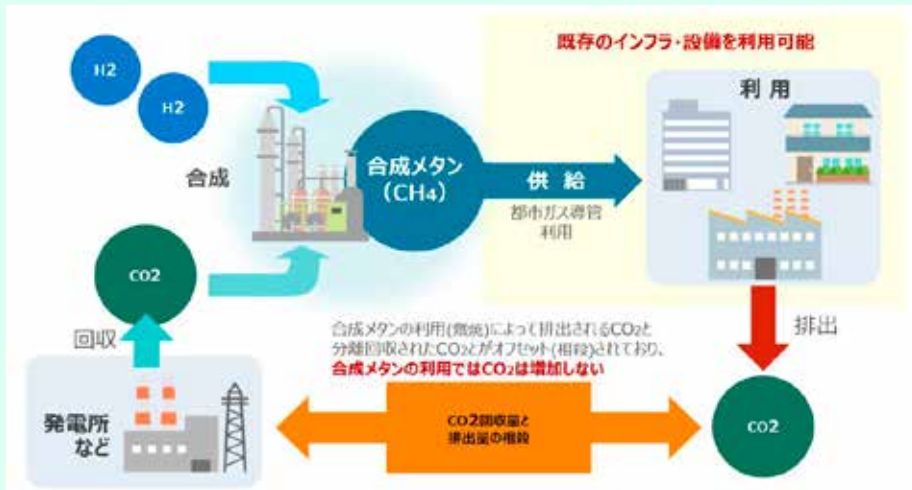 既存のインフラ・設備を利用可能
H2
H2
合成
合成メタン
(CH4)
供 給
都市ガス導管
利用
利 用
CO2
回収
発電所
など
合成メタンの利用(燃焼)によって排出されるCO2と
分離回収されたCO2とがオフセット(相殺)されており、
合成メタンの利用ではCO2は増加しない
CO2回収量と
排出量の相殺
排出
CO2